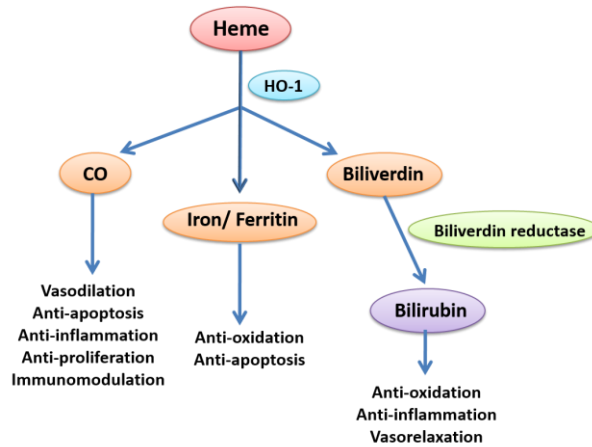 Heme
HO-1
CO
Iron/ Ferritin
Biliverdin
Biliverdin reductase
Bilirubin
Vasodilation
Anti-apoptosis
Anti-inflammation
Anti-proliferation
Immunomodulation
Anti-oxidation
Anti-apoptosis
Anti-oxidation
Anti-inflammation
Vasorelaxation